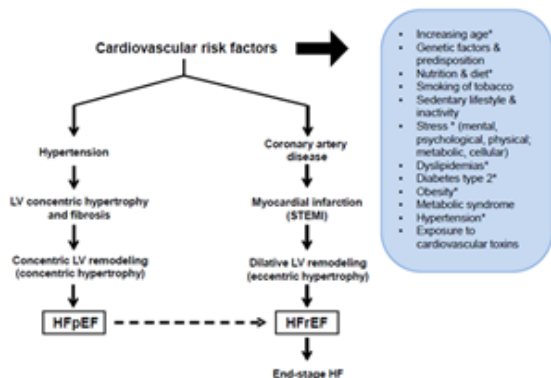 Cardiovascular risk factors
Hypertension
LV concentric hypertrophy
and fibrosis
Concentric LV remodeling
(concentric hypertrophy)
HFpEF
Coronary artery
disease
Myocardial infarction
(STEMI)
Dilative LV remodeling
(eccentric hypertrophy)
HFrEF
End-stage HF
• Increasing age*
• Genetic factors &
predisposition
• Nutrition & diet*
• Smoking of tobacco
• Sedentary lifestyle &
inactivity
• Stress * (mental,
psychological, physical;
metabolic, cellular)
• Dyslipidemias*
• Diabetes type 2*
• Obesity*
• Metabolic syndrome
• Hypertension*
• Exposure to
cardiovascular toxins